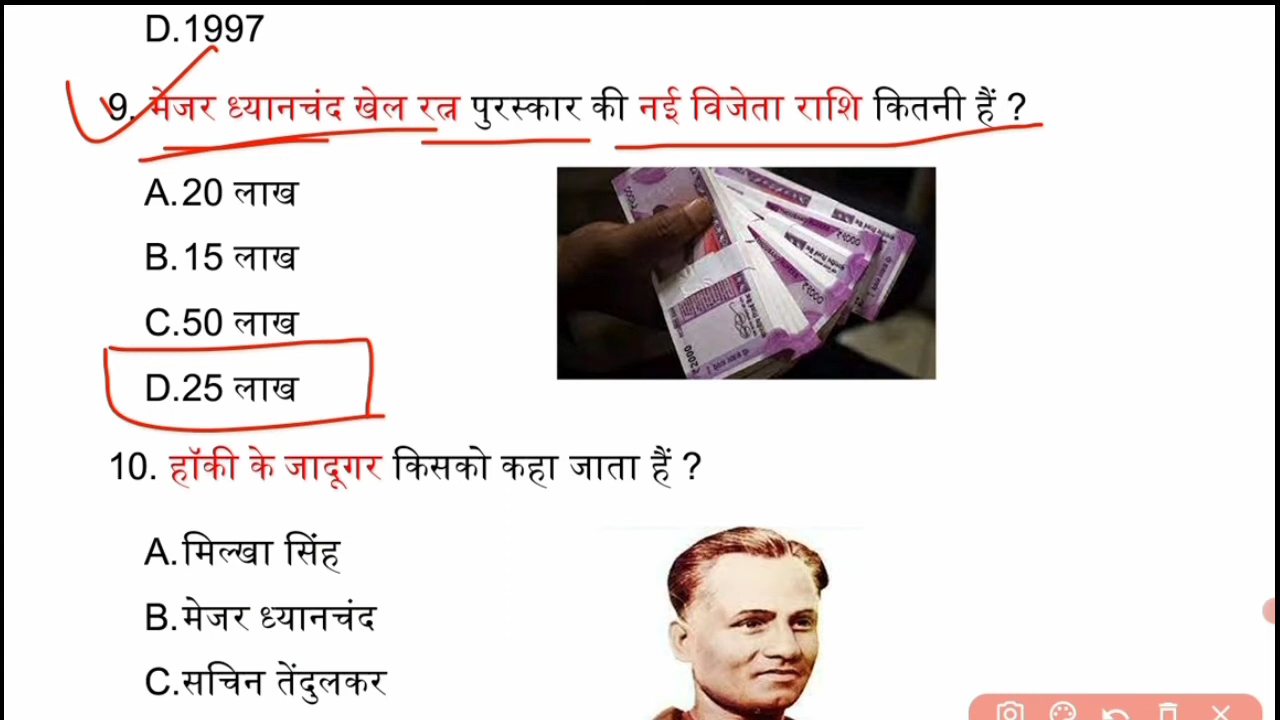 D.1997
9. मेजर ध्यानचंद खेल रत्न पुरस्कार की नई विजेता राशि कितनी हैं ?
A.20 लाख
B.15 लाख
C.50 लाख
D.25 लाख
10. हॉकी के जादूगर किसको कहा जाता हैं ?
A.मिल्खा सिंह
B.मेजर ध्यानचंद
C.सचिन तेंदुलकर